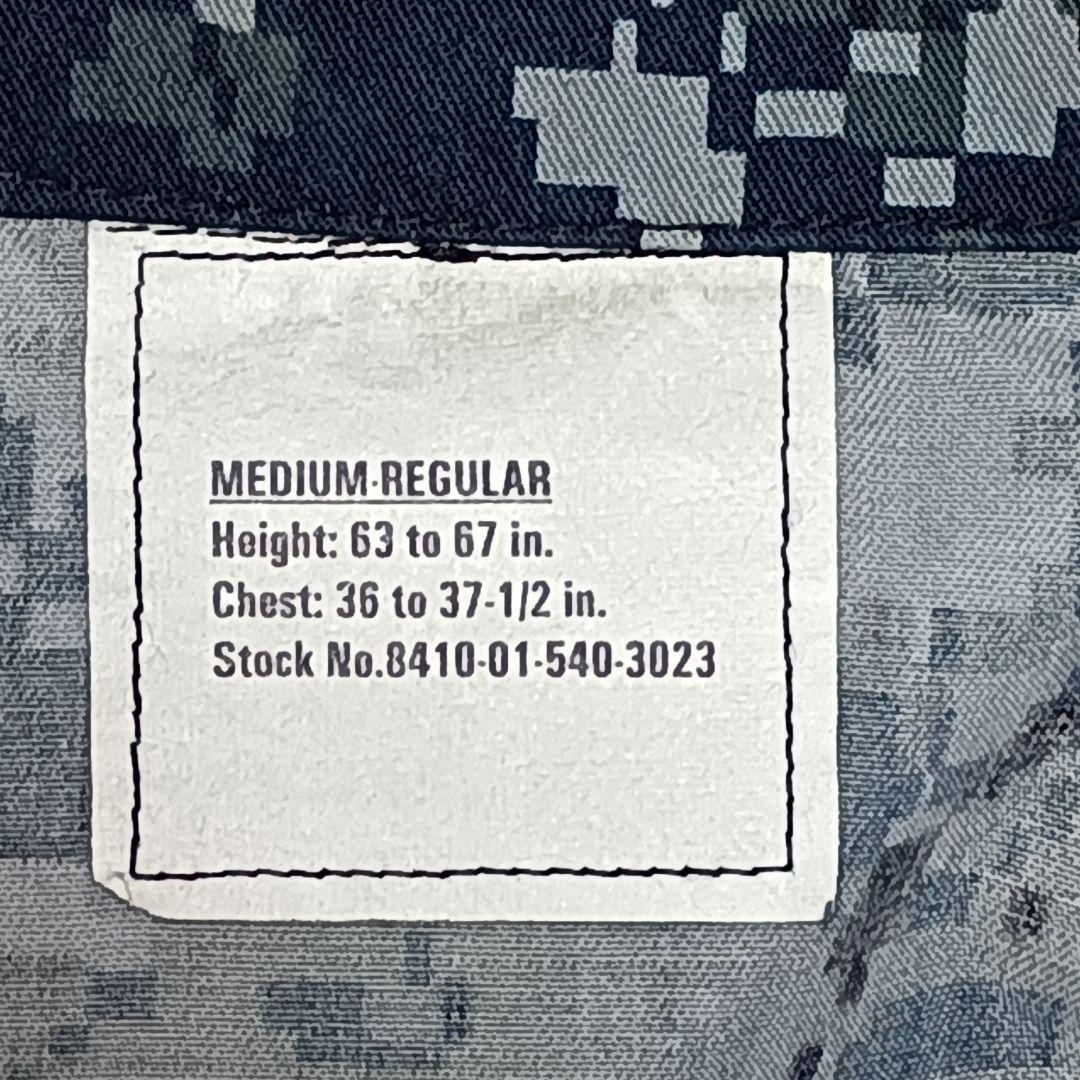 MEDIUM-REGULAR
Height: 63 to 67 in.
Chest: 36 to 37-1/2 in.
Stock No.8410-01-540-3023